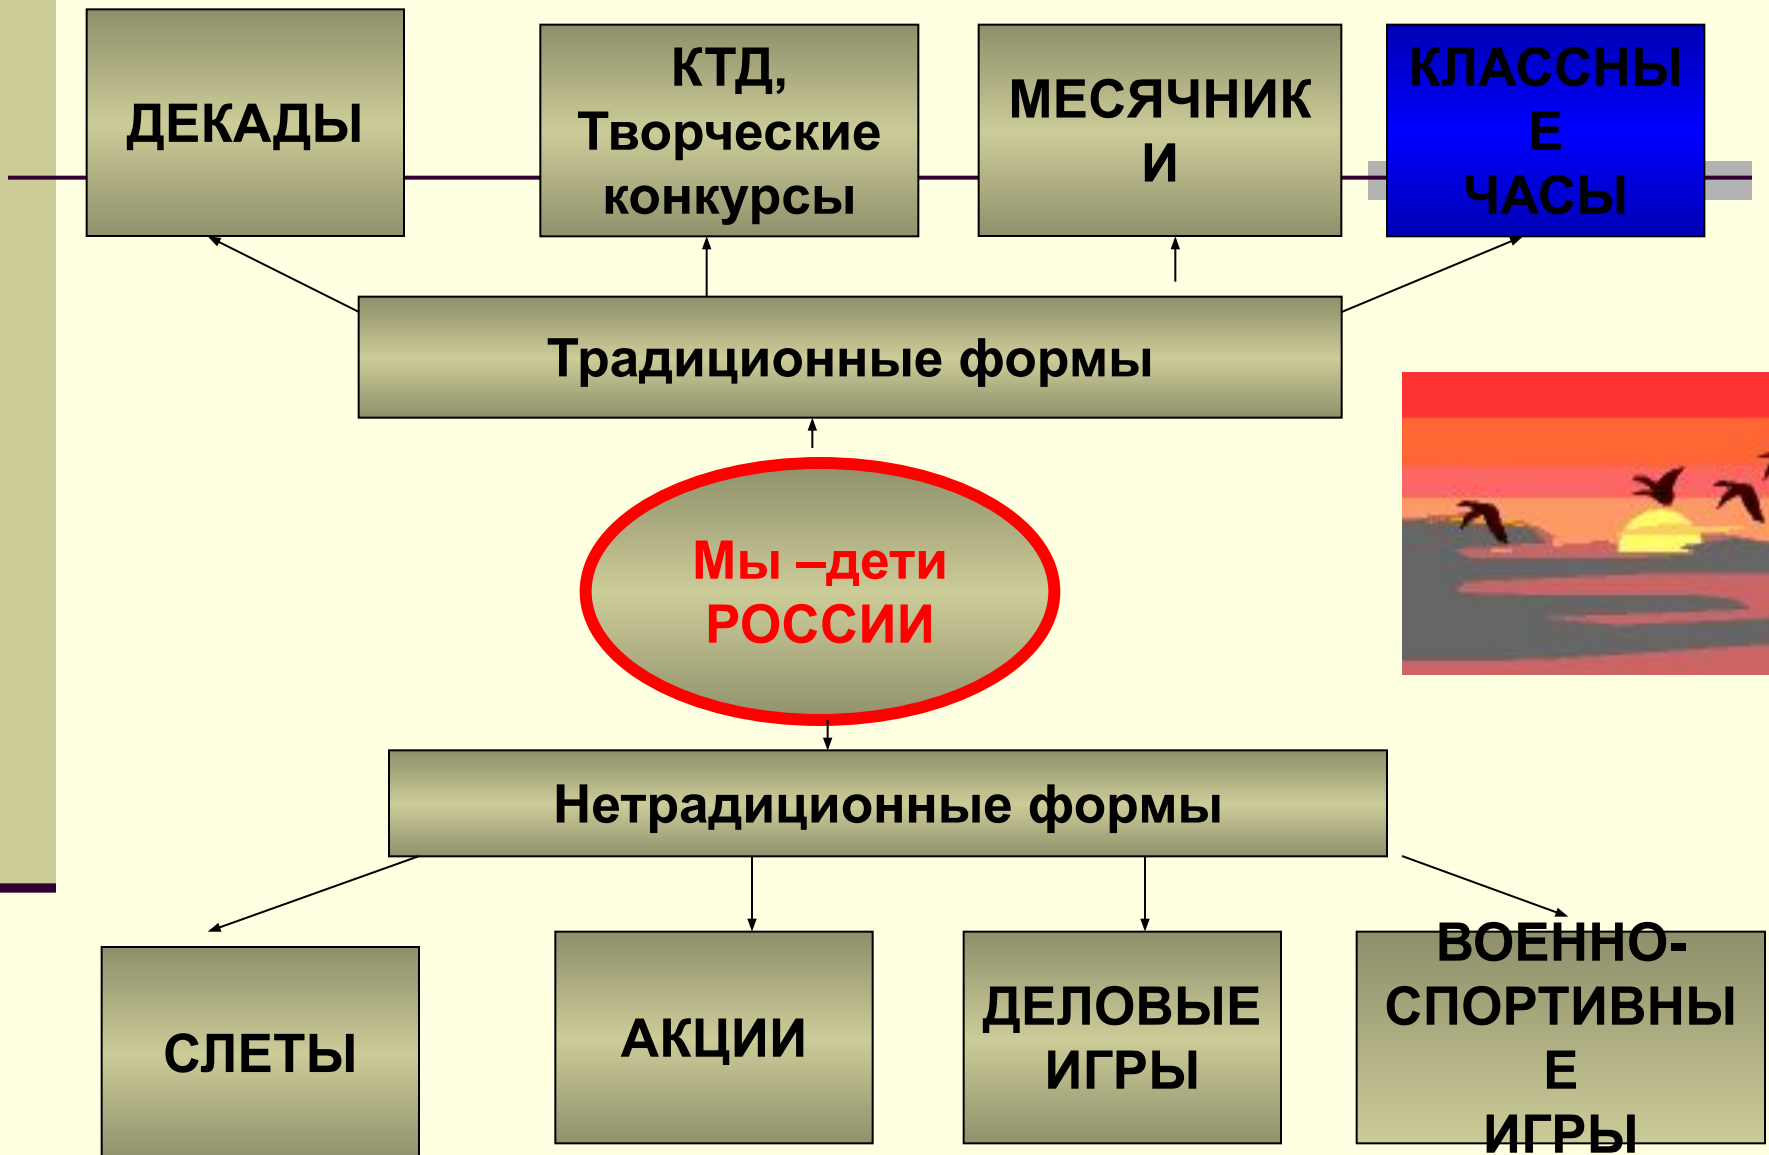 ДЕКАДЫ
КТД,
Творческие
конкурсы
МЕСЯЧНИК
И
КЛАССНЫ
Е
ЧАСЫ
Традиционные формы
Мы –дети
РОССИИ
Нетрадиционные формы
СЛЕТЫ
АКЦИИ
ДЕЛОВЫЕ
ИГРЫ
ВОЕННО-
СПОРТИВНЫ
Е
ИГРЫ